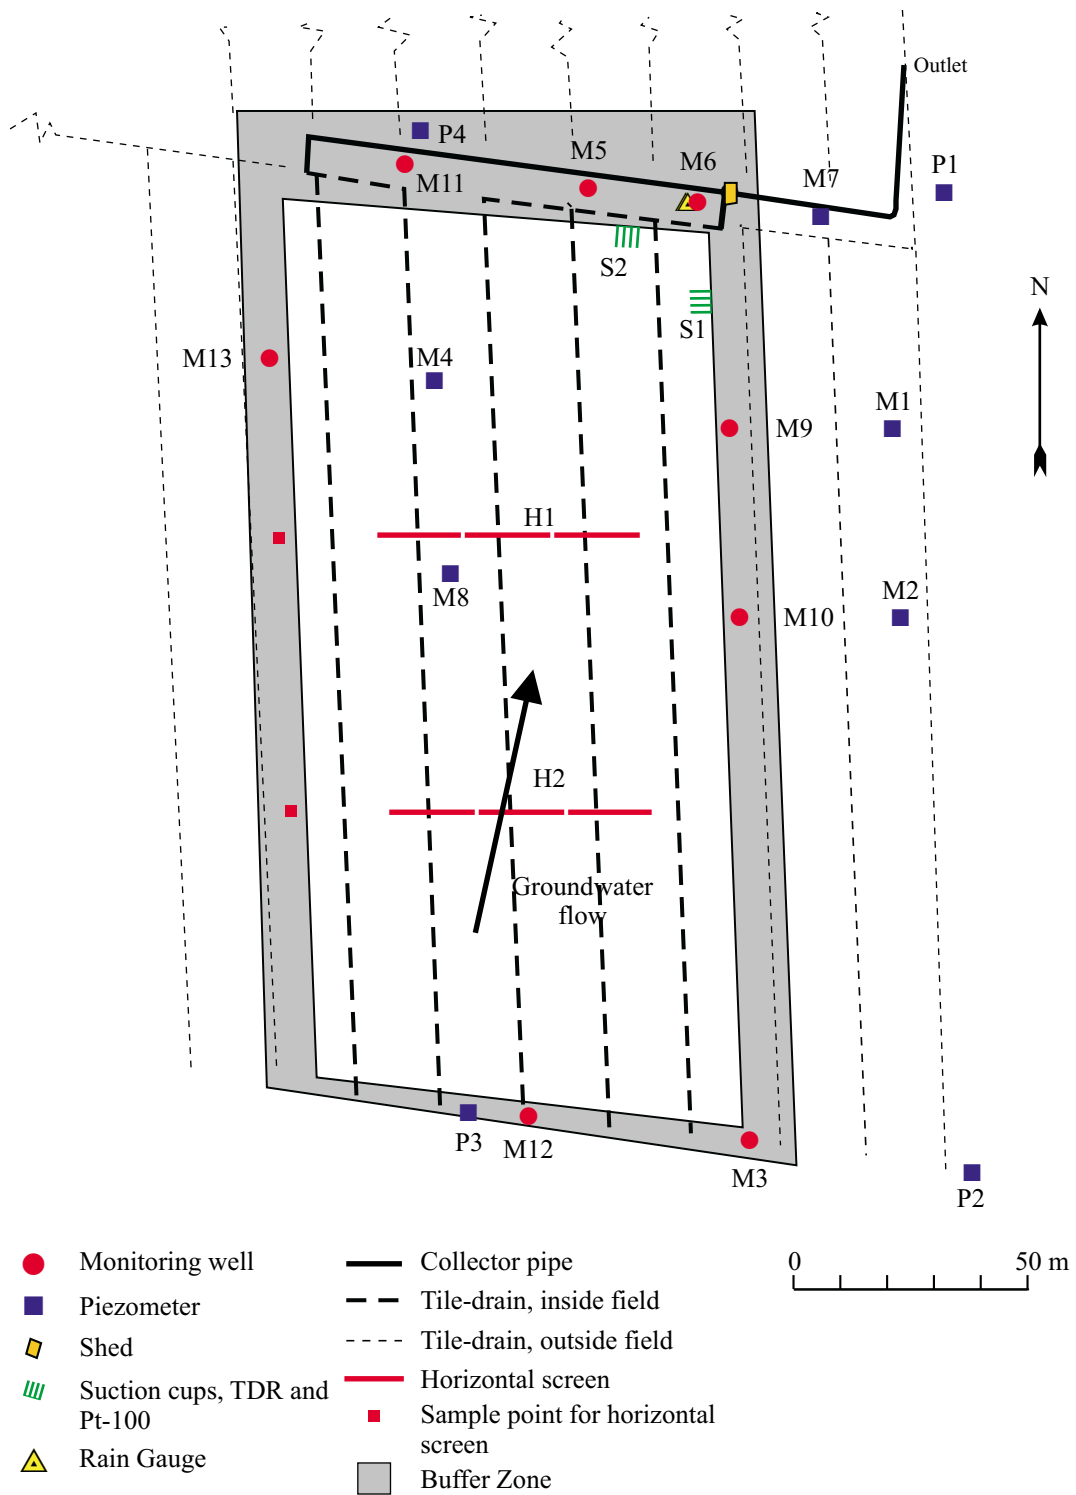 Outlet
P4
M5
M6
M7
P1
M11
S2
S1
N
M13
M4
M1
M9
H1
M8
M2
M10
H2
Groundwater
flow
P3
M12
M3
P2
Monitoring well
Piezometer
Shed
Suction cups, TDR and
Pt-100
Rain Gauge
Collector pipe
Tile-drain, inside field
Tile-drain, outside field
Horizontal screen
Sample point for horizontal
screen
Buffer Zone
0 50 m